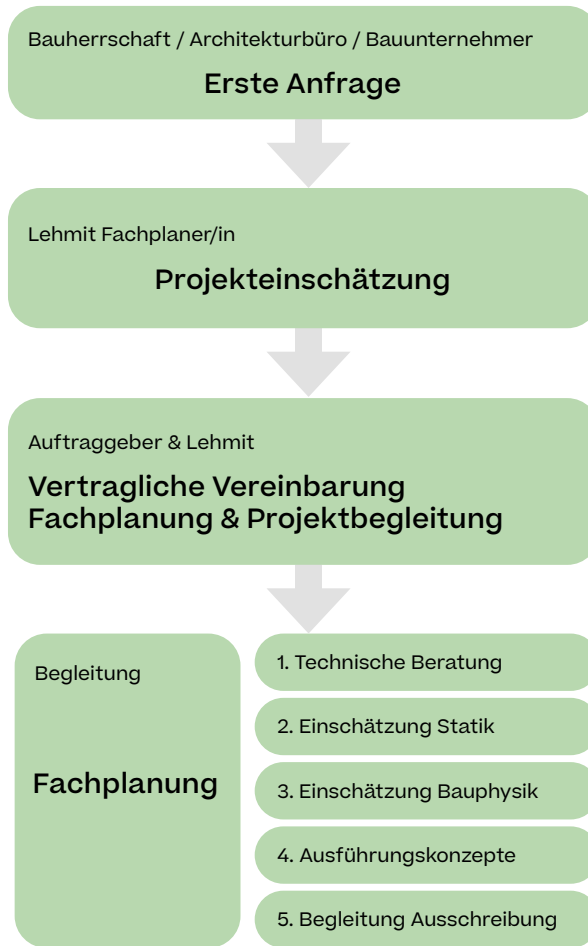 Bauherrschaft / Architekturbüro / Bauunternehmer
Erste Anfrage
Lehmit Fachplaner/in
Projekteinschätzung
Auftraggeber & Lehmit
Vertragliche Vereinbarung
Fachplanung & Projektbegleitung
Begleitung
Fachplanung
1. Technische Beratung
2. Einschätzung Statik
3. Einschätzung Bauphysik
4. Ausführungskonzepte
5. Begleitung Ausschreibung